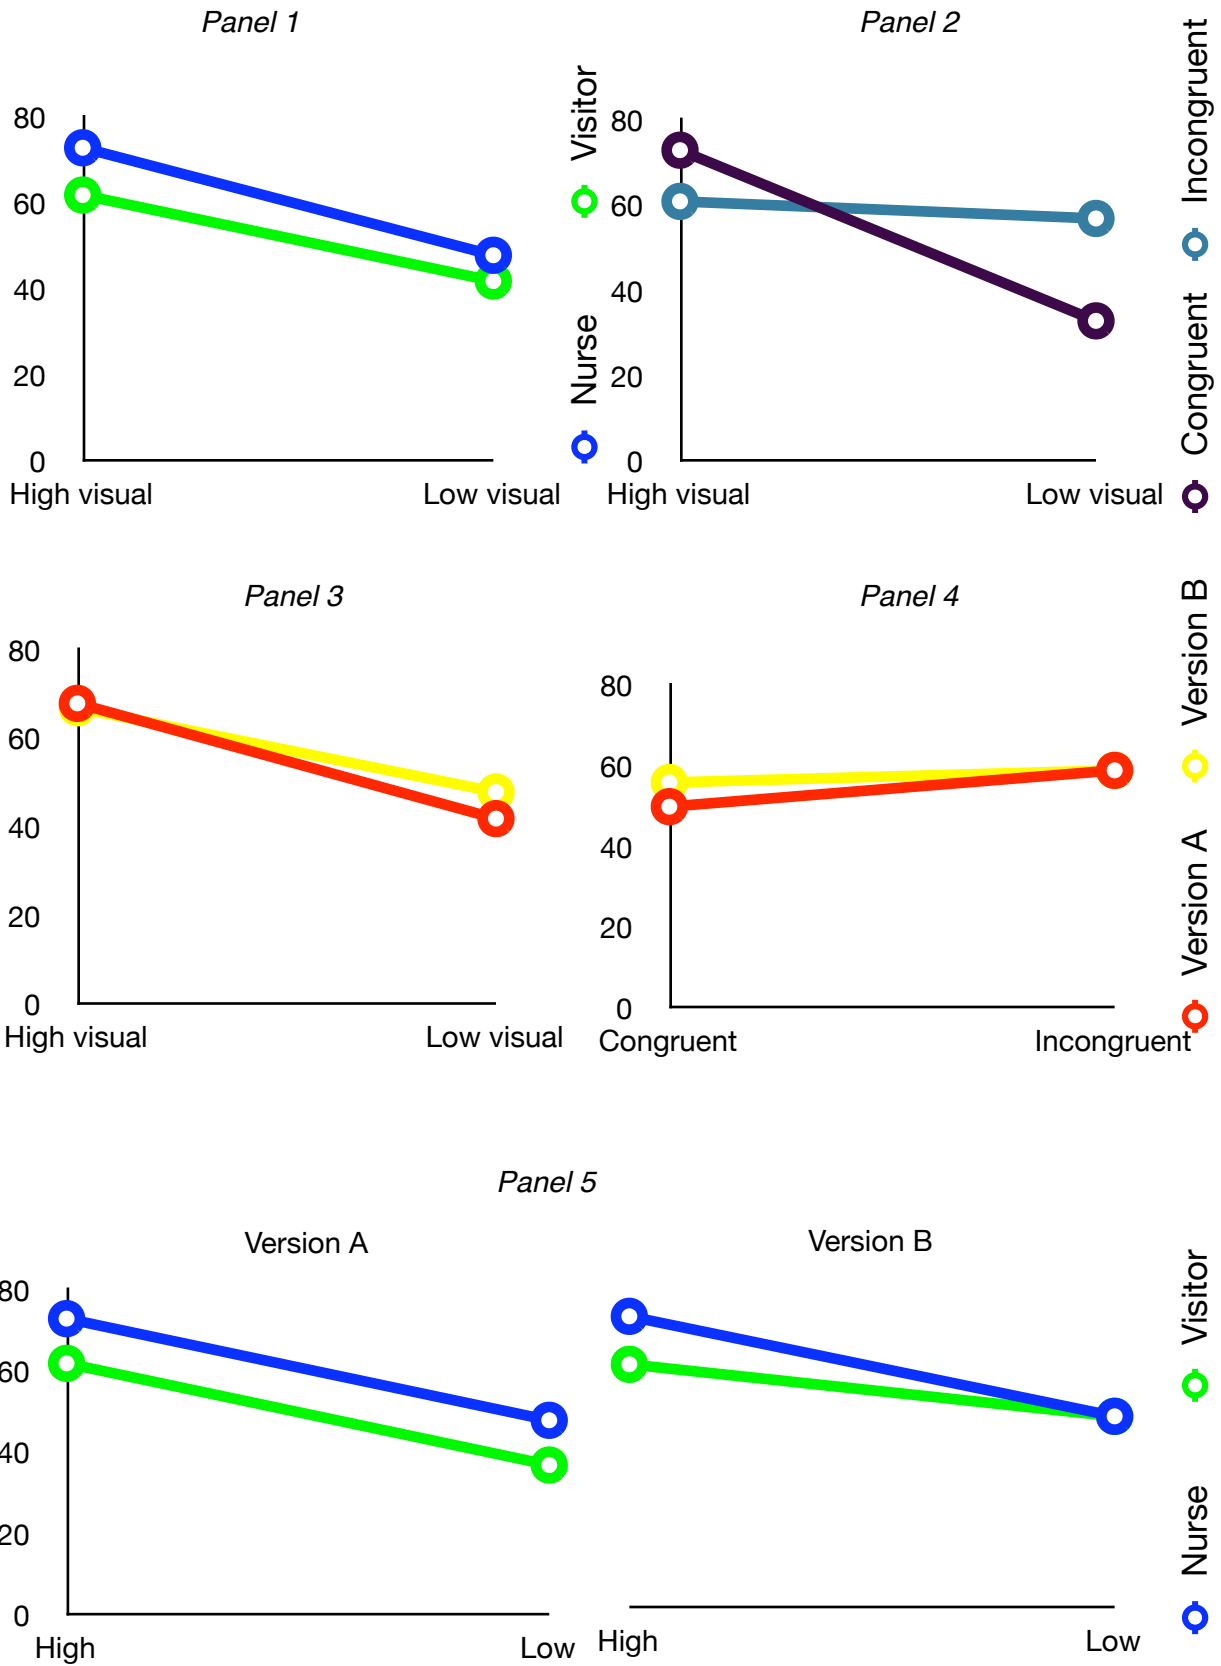 Panel 1
80
60
40
20
0
High visual
Low visual
Nurse
Visitor
Panel 2
80
60
40
20
0
High visual
Low visual
Congruent
Incongruent
Panel 3
80
60
40
20
0
High visual
Low visual
Panel 4
80
60
40
20
0
Congruent
Incongruent
Version A
Version B
Panel 5
Version A
80
60
40
20
0
High
Low
Version B
High
Low
Nurse
Visitor